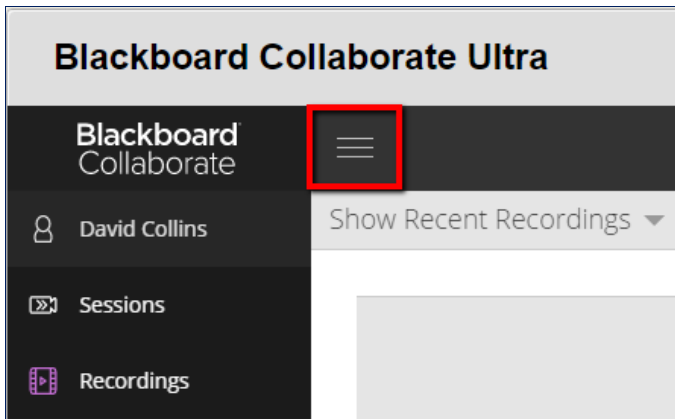 Blackboard Collaborate Ultra
Blackboard
Collaborate
David Collins
Show Recent Recordings
Sessions
Recordings